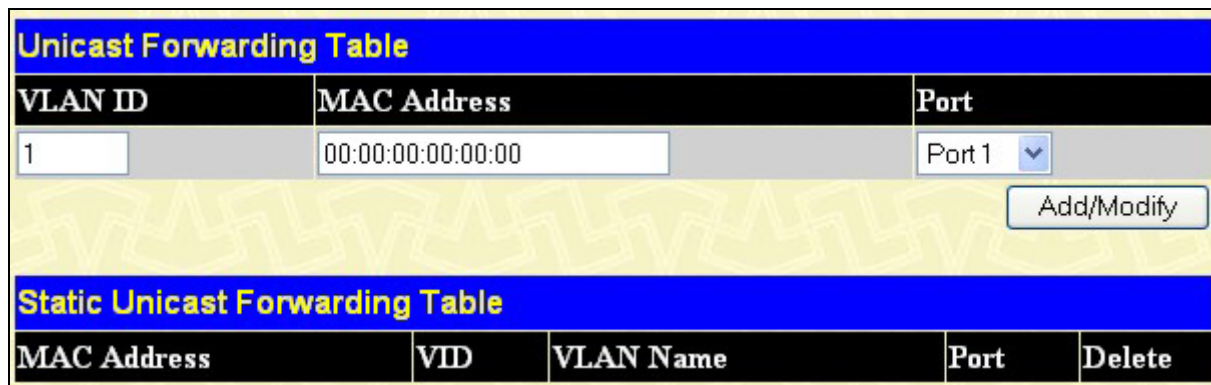 Unicast Forwarding Table
VLAN ID MAC Address Port
1 00:00:00:00:00:00 Port 1
Add/Modify
Static Unicast Forwarding Table
MAC Address VID VLAN Name Port Delete